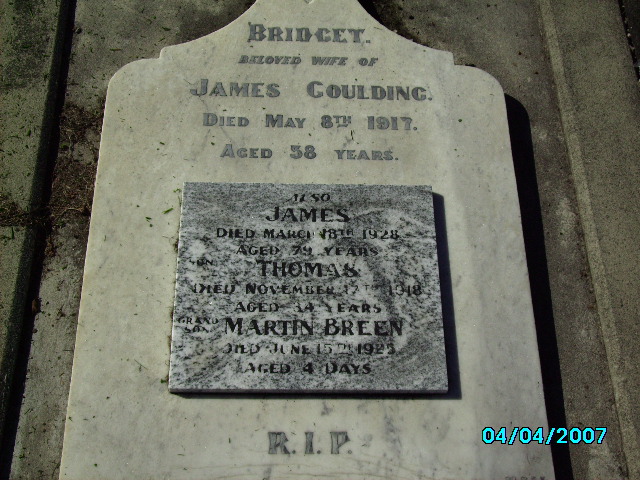 BRIDGET.
BELOVED WIFE OF
JAMES GOULDING.
DIED MAY 8TH 1917.
AGED 58 YEARS.
ALSO
JAMES
DIED MARCH 18TH 1928
AGED 79 YEARS
SON THOMAS
DIED NOVEMBER 12TH 1918
AGED 34 YEARS
GRAND SON MARTIN BREEN
DIED JUNE 15TH 1923
AGED 4 DAYS
R.I.P.
04/04/2007